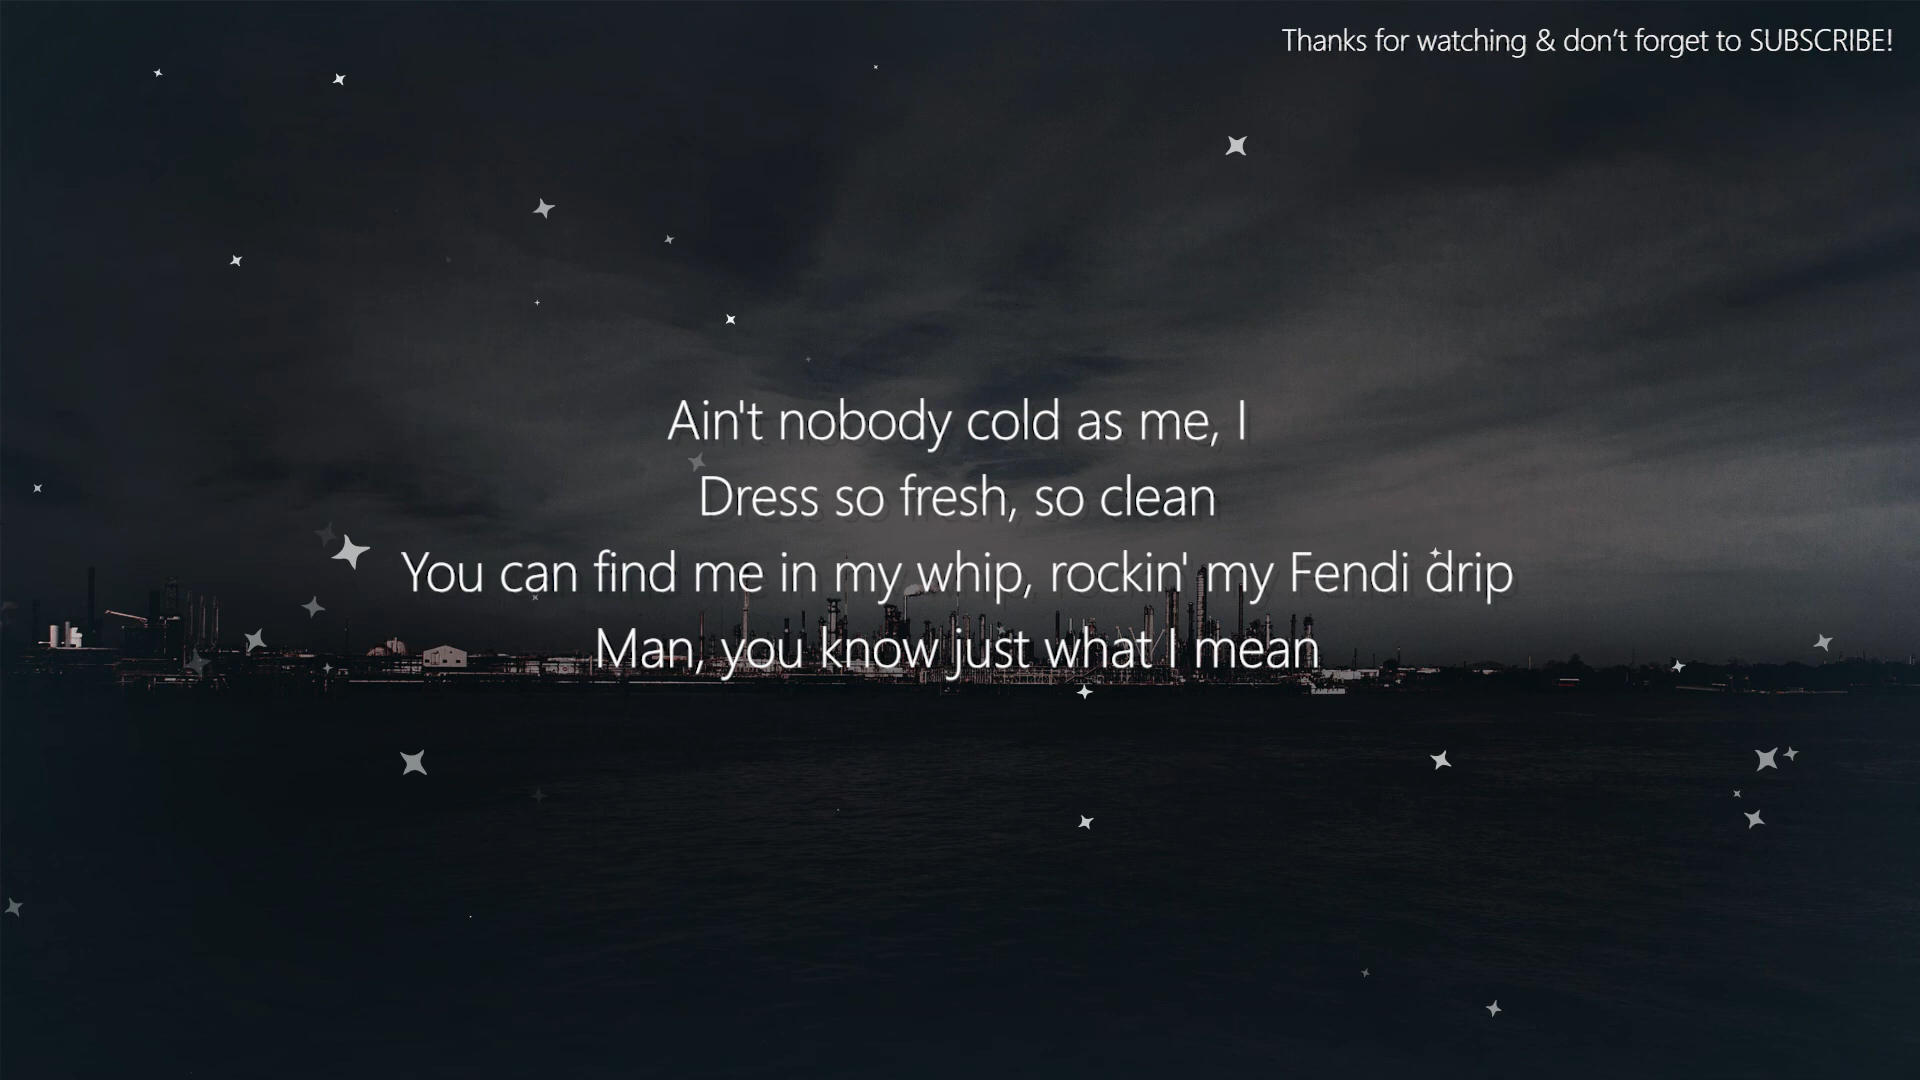 Thanks for watching & don’t forget to SUBSCRIBE!
Ain't nobody cold as me, I
Dress so fresh, so clean
You can find me in my whip, rockin' my Fendi drip
Man, you know just what I mean